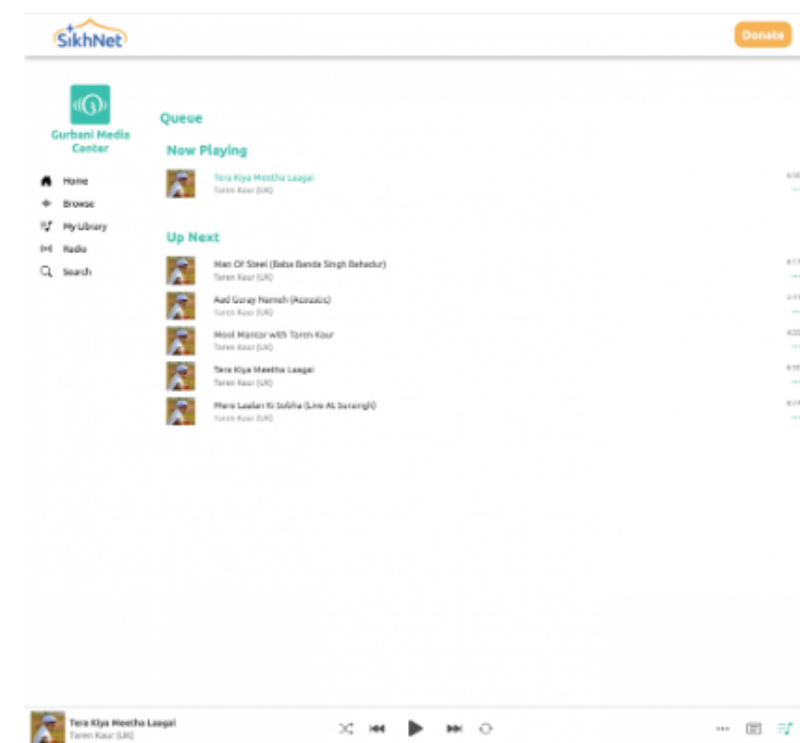 SikhNet
Donate
Gurbani Media
Center
Home
Browse
My Library
Radio
Search
Queue
Now Playing
Tera Kiya Meetha Laagai
Taren Kaur (UK)
Up Next
Man Of Steel (Baba Banda Singh Bahadur)
Taren Kaur (UK)
Aad Guray Nameh (Acoustic)
Taren Kaur (UK)
Mool Mantar with Taren Kaur
Taren Kaur (UK)
Tera Kiya Meetha Laagai
Taren Kaur (UK)
Mere Laalan Ki Sobha (Live At Sursingh)
Taren Kaur (UK)
Tera Kiya Meetha Laagai
Taren Kaur (UK)